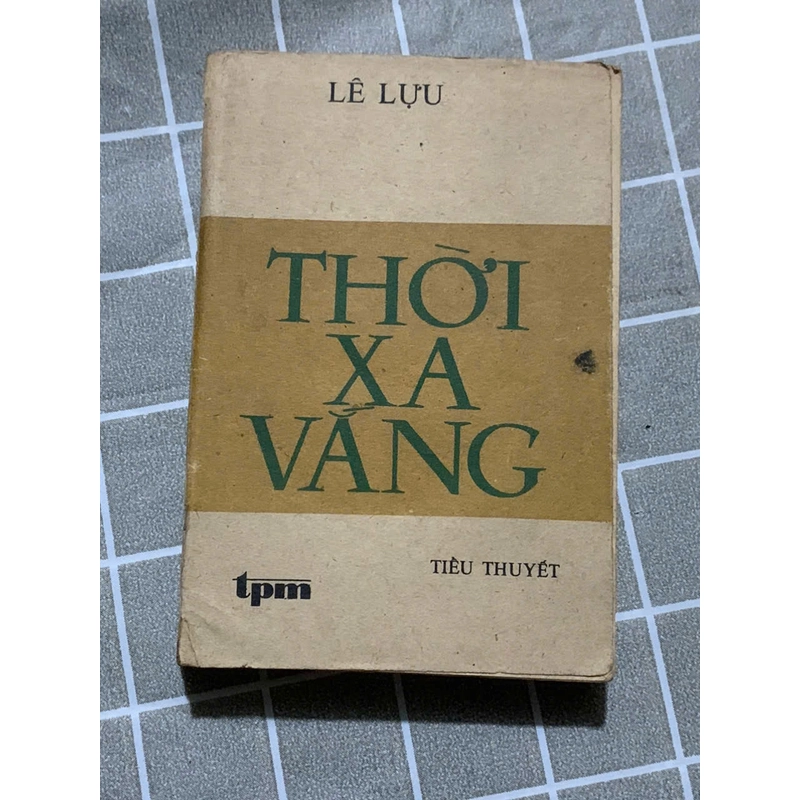 LÊ LỰU
THỜI
XA
VẮNG
TIỂU THUYẾT
tpm